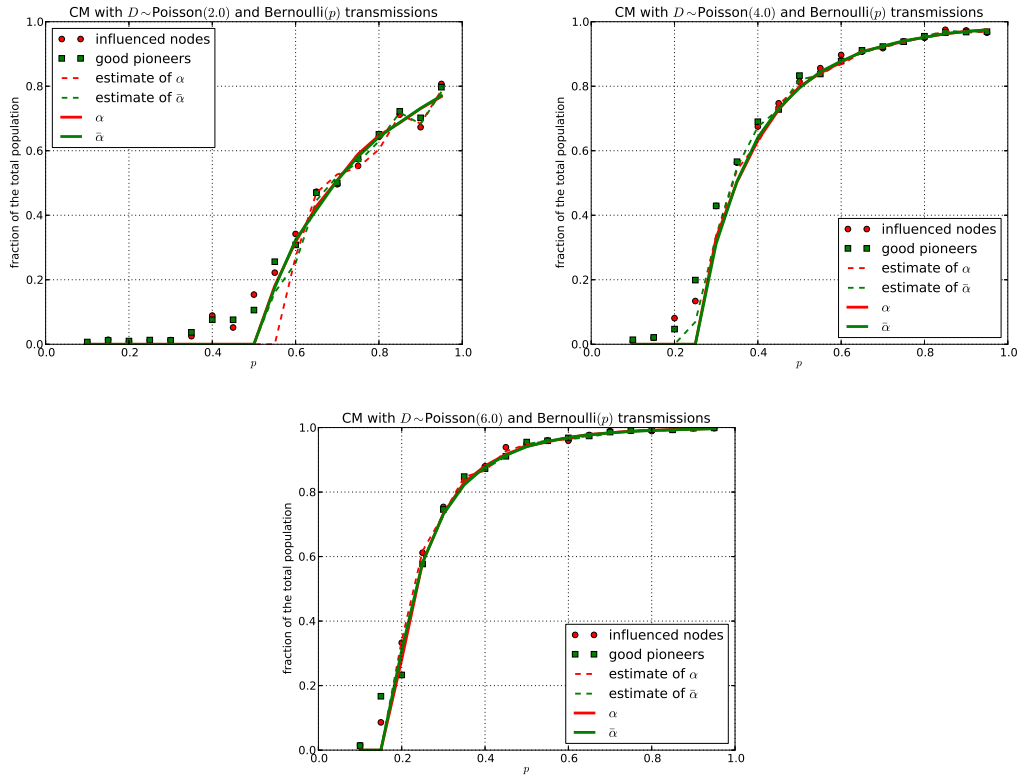 CM with D∼Poisson(2.0) and Bernoulli(p) transmissions
fraction of the total population
1.0
0.8
0.6
0.4
0.2
0.0
influenced nodes
good pioneers
estimate of α
estimate of ᾱ
α
ᾱ
0.0 0.2 0.4 0.6 0.8 1.0
p
CM with D∼Poisson(4.0) and Bernoulli(p) transmissions
fraction of the total population
1.0
0.8
0.6
0.4
0.2
0.0
influenced nodes
good pioneers
estimate of α
estimate of ᾱ
α
ᾱ
0.0 0.2 0.4 0.6 0.8 1.0
p
CM with D∼Poisson(6.0) and Bernoulli(p) transmissions
fraction of the total population
1.0
0.8
0.6
0.4
0.2
0.0
influenced nodes
good pioneers
estimate of α
estimate of ᾱ
α
ᾱ
0.0 0.2 0.4 0.6 0.8 1.0
p